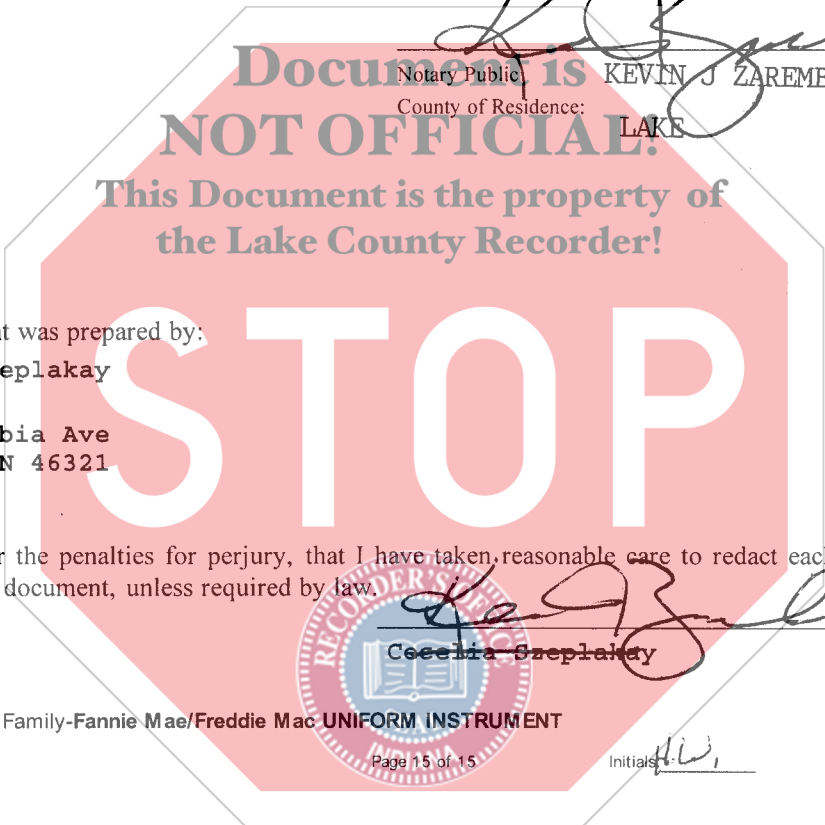 Document is
Notary Public KEVIN J ZAREMB
County of Residence:
NOT OFFICIAL!
LAKE
This Document is the property of
the Lake County Recorder!
STOP
nt was prepared by:
eplakay
bia Ave
N 46321
r the penalties for perjury, that I have taken reasonable care to redact eac
document, unless required by law.
Cecelia Szeplakay
RECORDER'S OFFICE
INDIANA
Family-Fannie Mae/Freddie Mac UNIFORM INSTRUMENT
Page 15 of 15
Initials H.W.